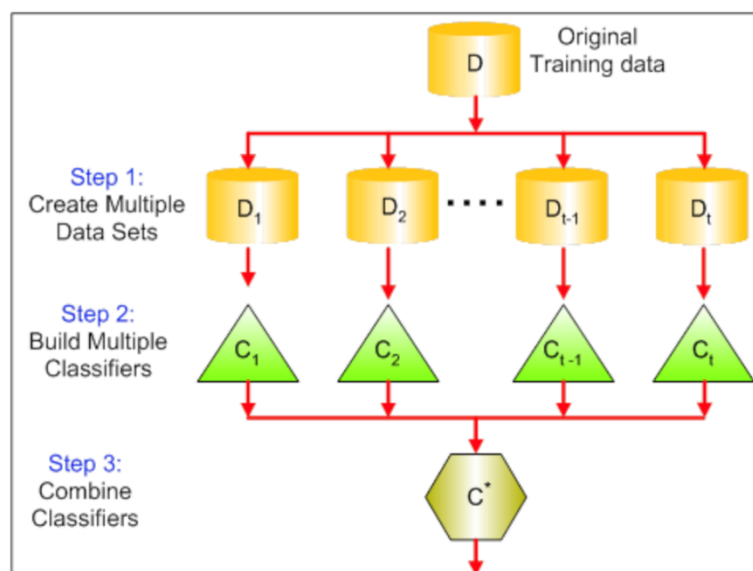 D
Original
Training data
Step 1:
Create Multiple
Data Sets
D₁
D₂
....
Dₜ₋₁
Dₜ
Step 2:
Build Multiple
Classifiers
C₁
C₂
Cₜ₋₁
Cₜ
Step 3:
Combine
Classifiers
C*